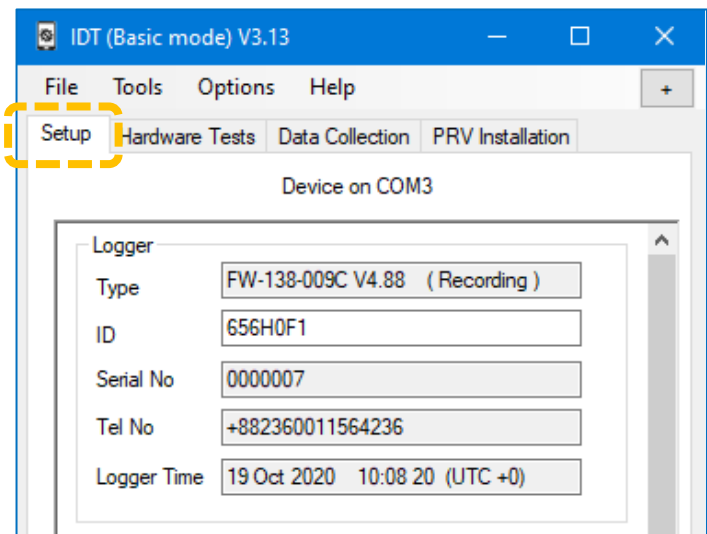 IDT (Basic mode) V3.13
File Tools Options Help +
Setup Hardware Tests Data Collection PRV Installation
Device on COM3
Logger
Type FW-138-009C V4.88 ( Recording )
ID 656H0F1
Serial No 0000007
Tel No +882360011564236
Logger Time 19 Oct 2020 10:08 20 (UTC +0)